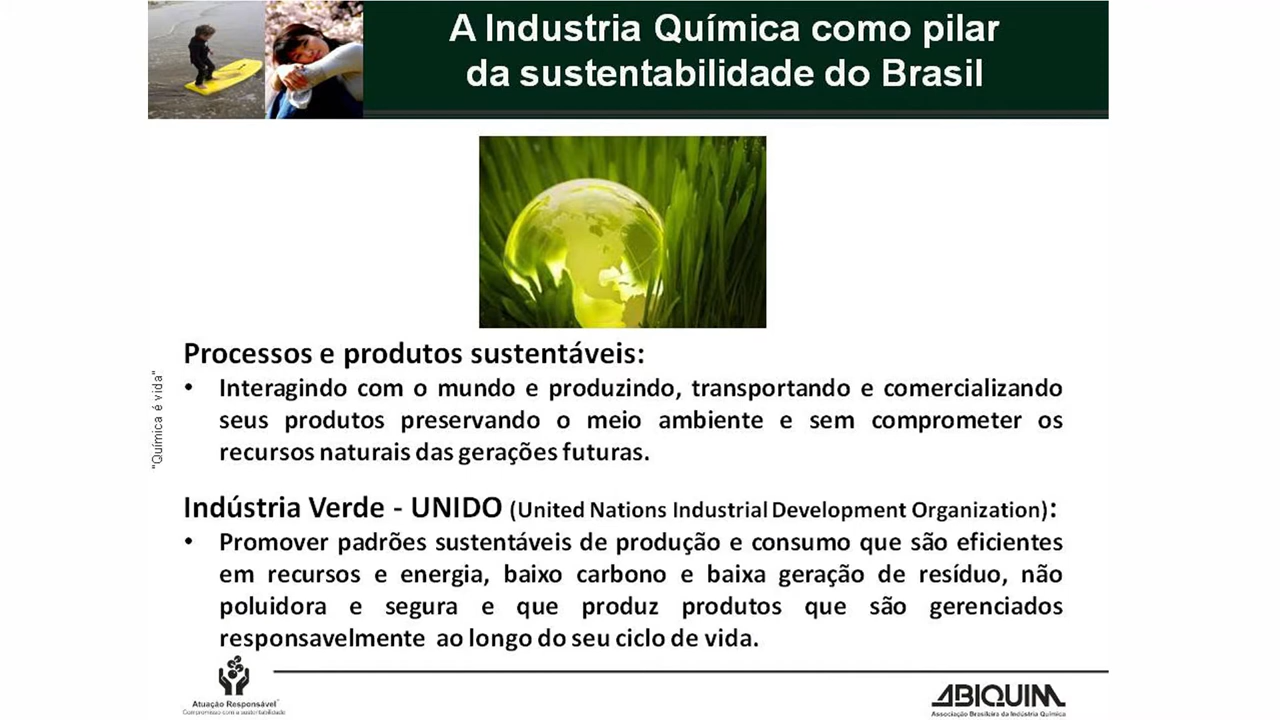 A Industria Química como pilar
da sustentabilidade do Brasil
Processos e produtos sustentáveis:
• Interagindo com o mundo e produzindo, transportando e comercializando
seus produtos preservando o meio ambiente e sem comprometer os
recursos naturais das gerações futuras.
"Química é vida"
Indústria Verde - UNIDO (United Nations Industrial Development Organization):
• Promover padrões sustentáveis de produção e consumo que são eficientes
em recursos e energia, baixo carbono e baixa geração de resíduo, não
poluidora e segura e que produz produtos que são gerenciados
responsavelmente ao longo do seu ciclo de vida.
Atuação Responsável
Compromisso com a sustentabilidade
ABIQUIM
Associação Brasileira da Indústria Química